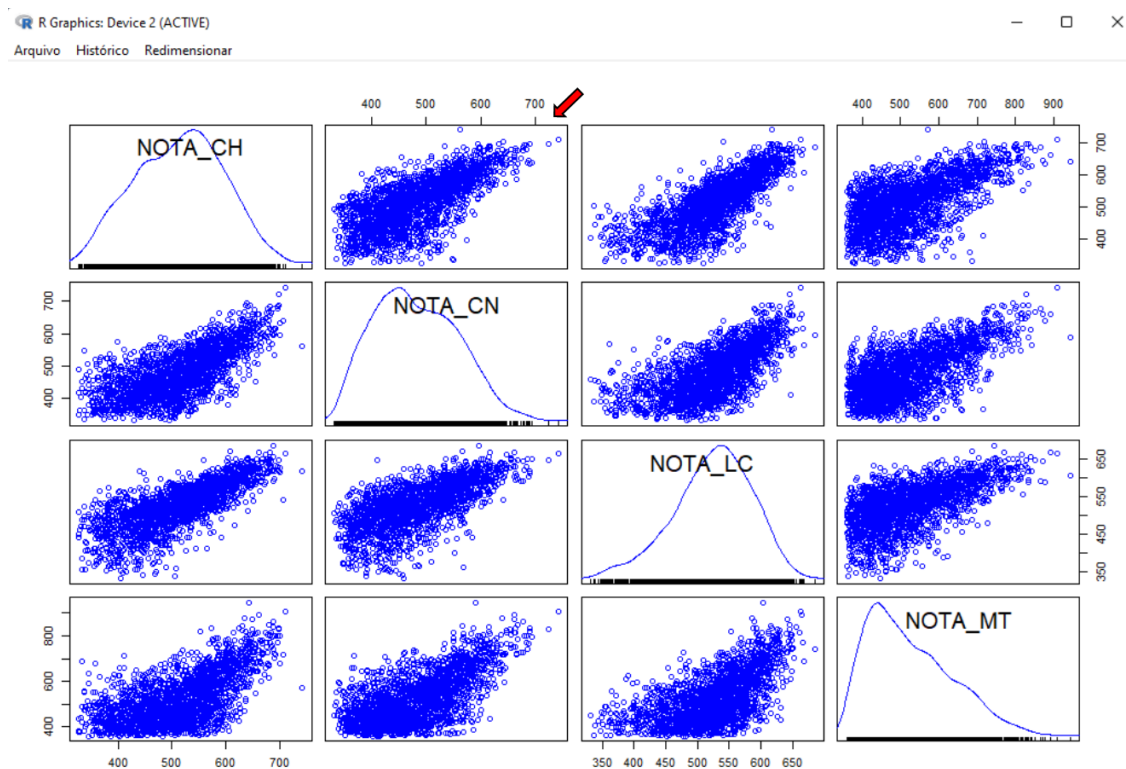 R Graphics: Device 2 (ACTIVE)
Arquivo Histórico Redimensionar
400 500 600 700
400 500 600 700 800 900
NOTA_CH
400 500 600 700
NOTA_CN
400 500 600 700
NOTA_LC
350 450 550 650
NOTA_MT
400 600 800
400 500 600 700
350 400 450 500 550 600 650